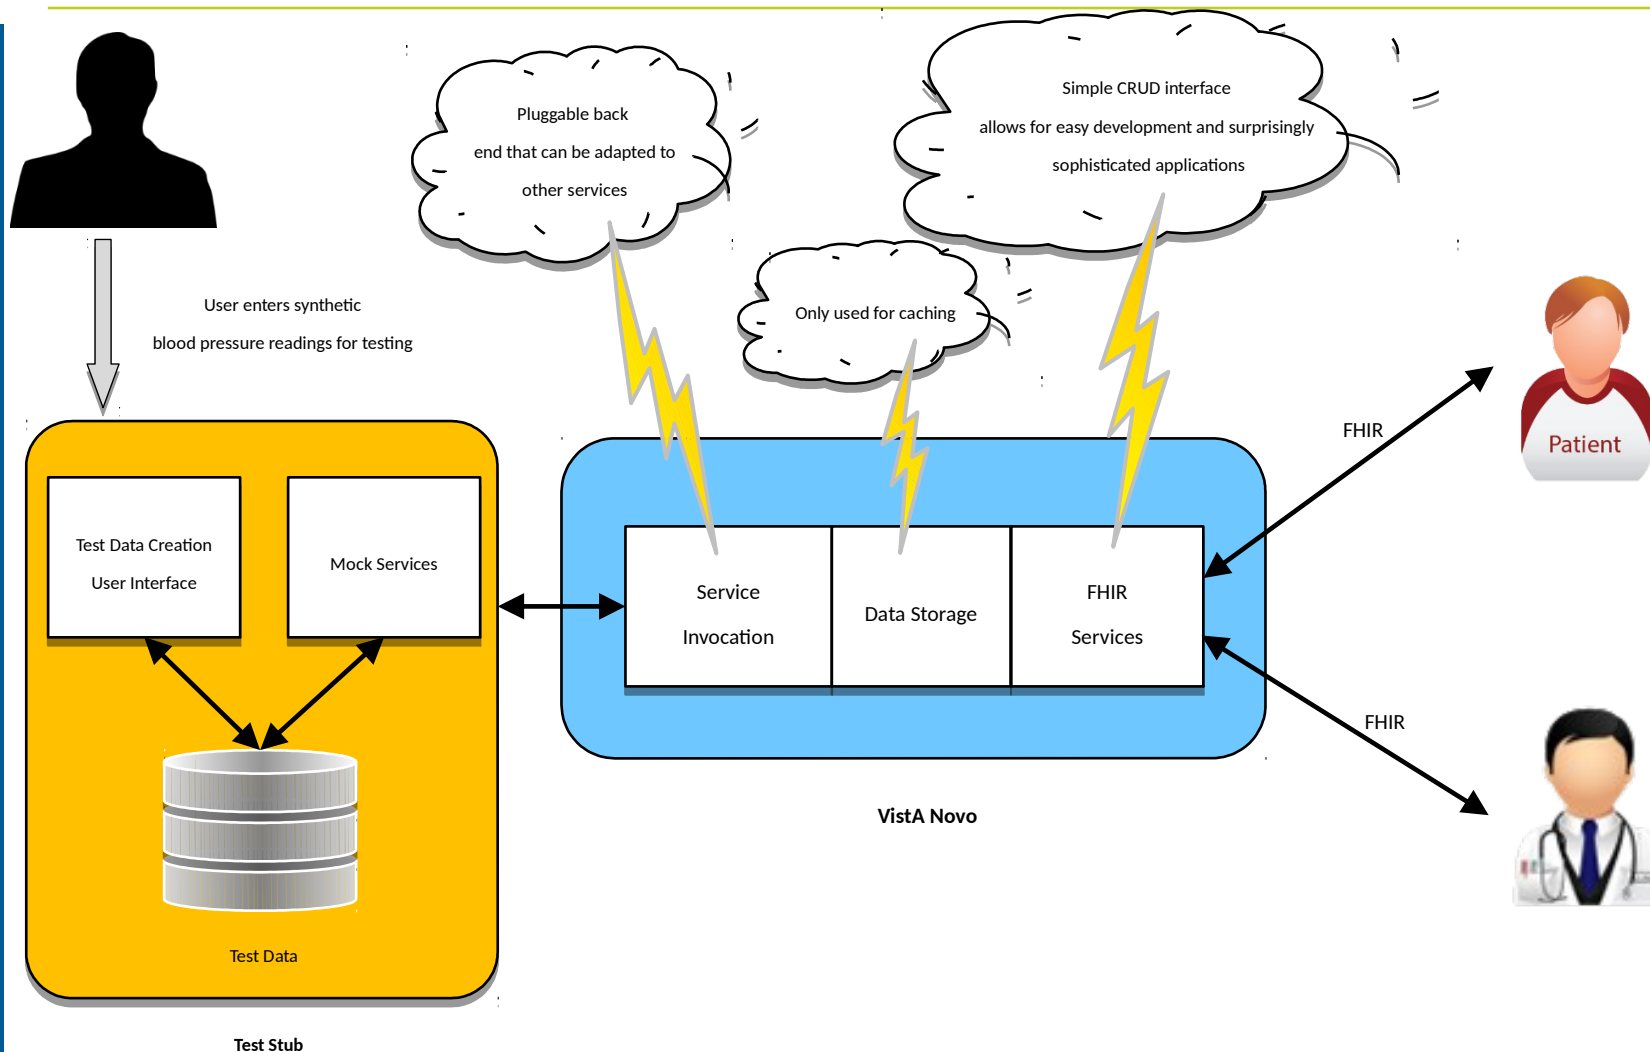 Pluggable back
end that can be adapted to
other services
Simple CRUD interface
allows for easy development and surprisingly
sophisticated applications
User enters synthetic
blood pressure readings for testing
Only used for caching
FHIR
Patient
Test Data Creation
User Interface
Mock Services
Service
Invocation
Data Storage
FHIR
Services
FHIR
VistA Novo
Test Data
Test Stub